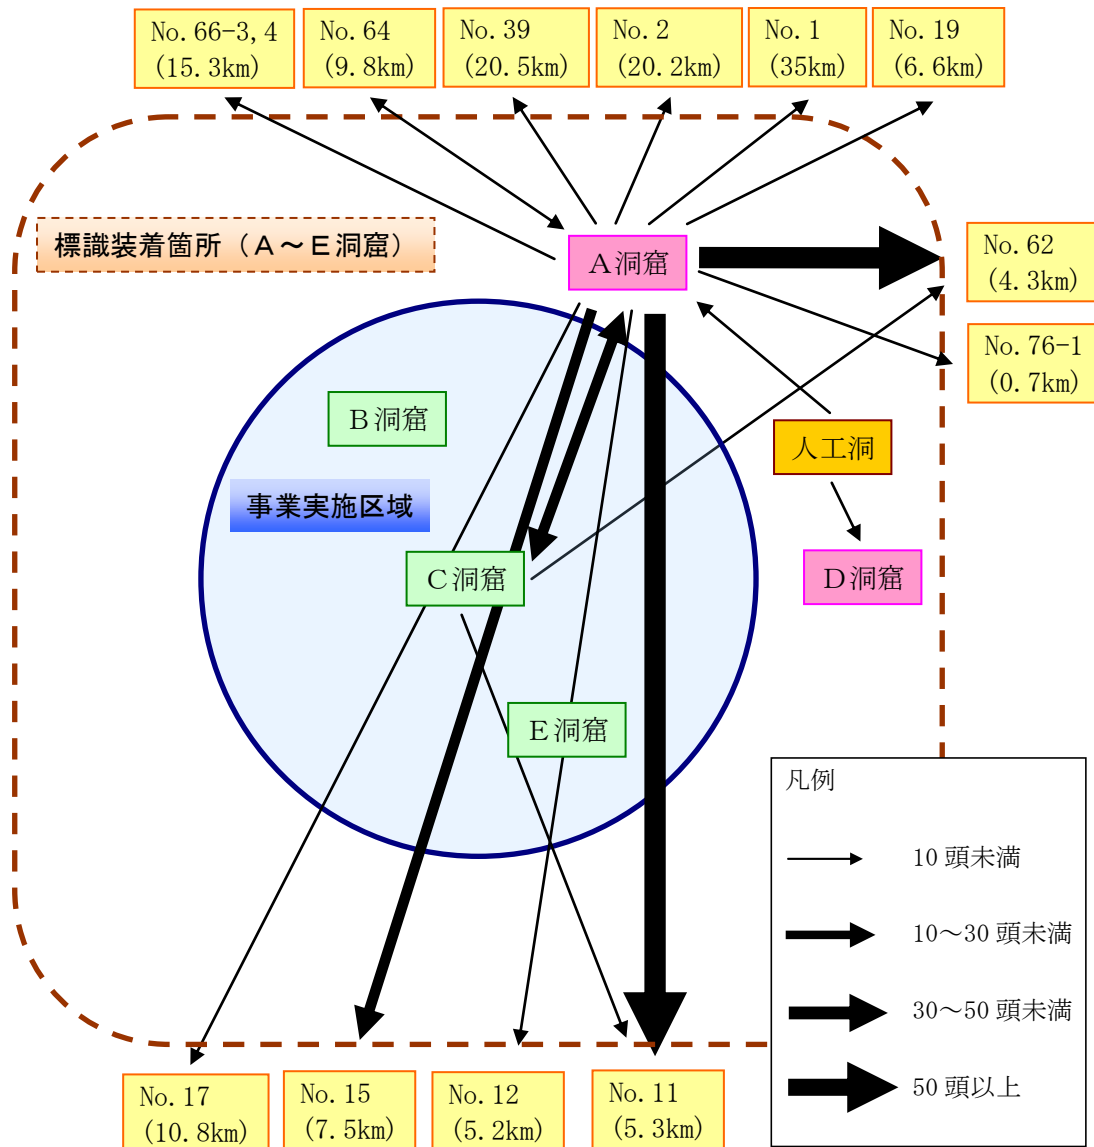 No.66-3,4
(15.3km)
No.64
(9.8km)
No.39
(20.5km)
No.2
(20.2km)
No.1
(35km)
No.19
(6.6km)
標識装着箇所（A～E洞窟）
A洞窟
No.62
(4.3km)
No.76-1
(0.7km)
B洞窟
人工洞
事業実施区域
C洞窟
D洞窟
E洞窟
凡例
10頭未満
10～30頭未満
30～50頭未満
50頭以上
No.17
(10.8km)
No.15
(7.5km)
No.12
(5.2km)
No.11
(5.3km)